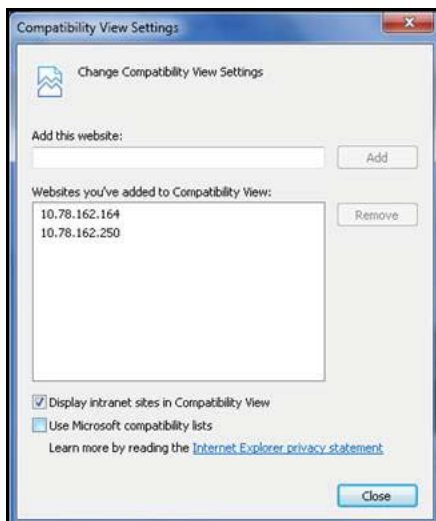 Compatibility View Settings
Change Compatibility View Settings
Add this website:
Add
Websites you've added to Compatibility View:
10.78.162.164
Remove
10.78.162.250
Display intranet sites in Compatibility View
Use Microsoft compatibility lists
Learn more by reading the Internet Explorer privacy statement
Close